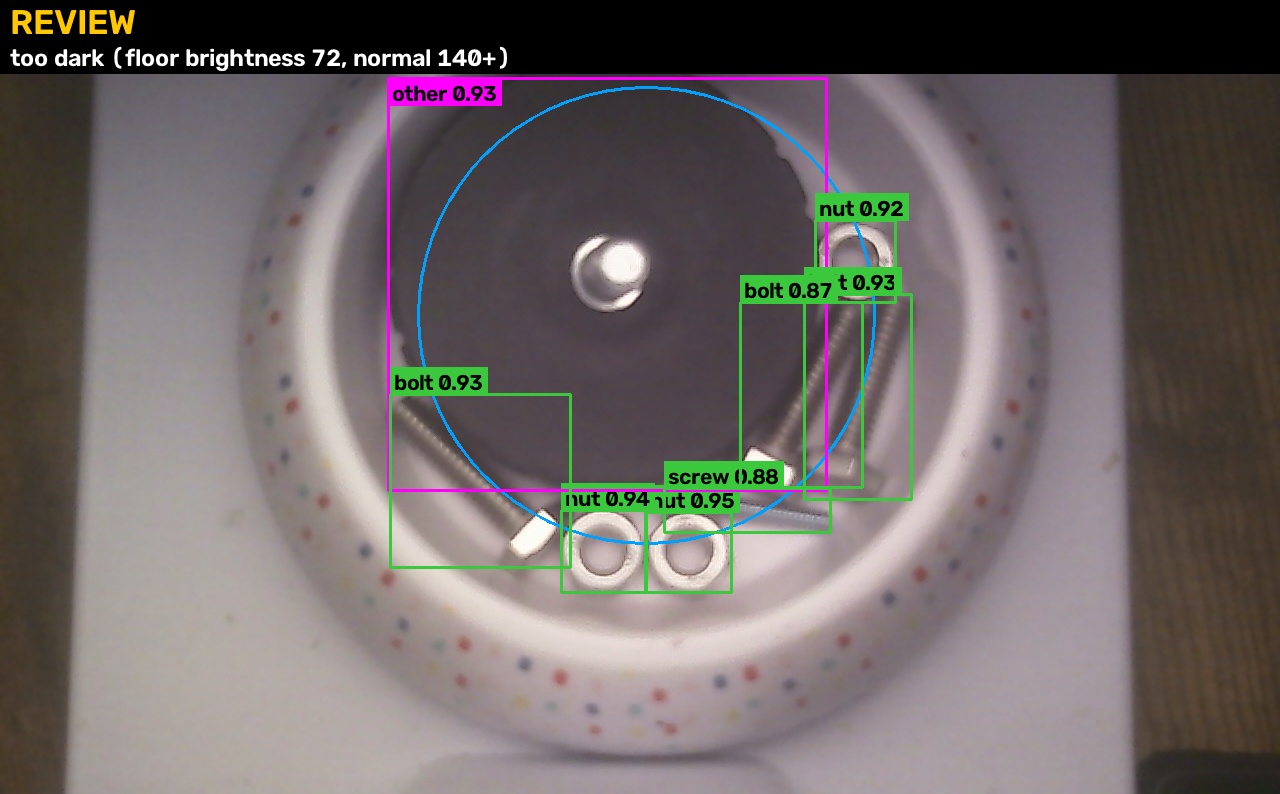 REVIEW
too dark (floor brightness 72, normal 140+)
other 0.93
nut 0.92
t 0.93
bolt 0.87
bolt 0.93
screw 0.88
nut 0.94
nut 0.95